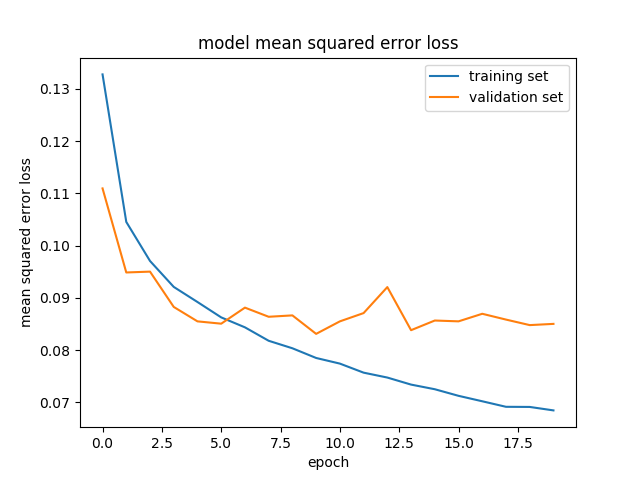 model mean squared error loss
training set
validation set
0.13
0.12
0.11
0.10
0.09
0.08
0.07
mean squared error loss
0.0 2.5 5.0 7.5 10.0 12.5 15.0 17.5
epoch